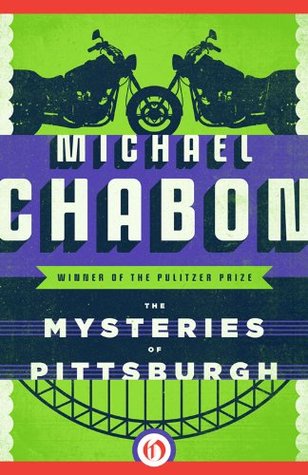 MICHAEL
CHABON
WINNER OF THE PULITZER PRIZE
THE
MYSTERIES
OF
PITTSBURGH